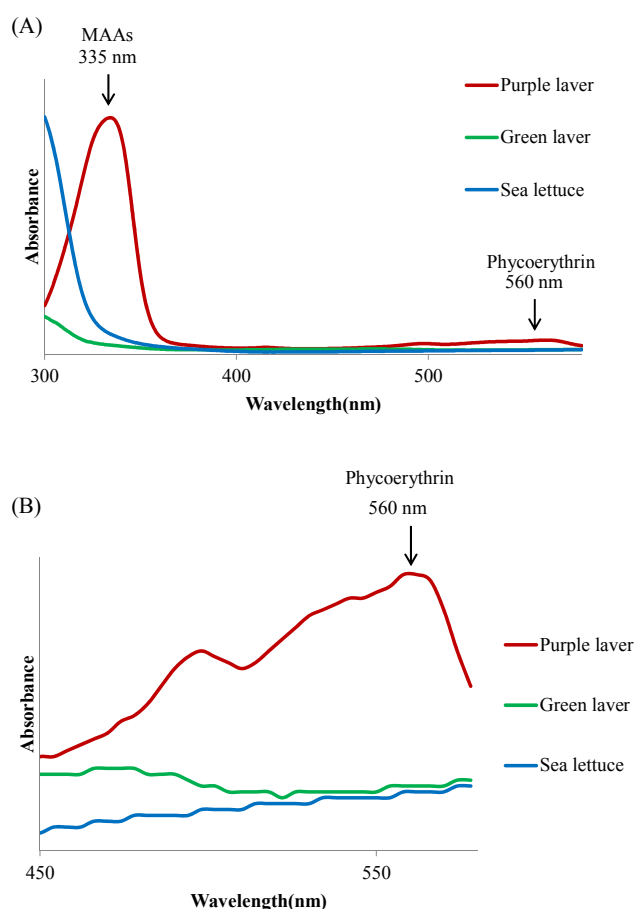 (A)
MAAs
335 nm
Purple laver
Green laver
Sea lettuce
Phycoerythrin
560 nm
Absorbance
300
400
500
Wavelength(nm)
(B)
Phycoerythrin
560 nm
Purple laver
Green laver
Sea lettuce
Absorbance
450
550
Wavelength(nm)